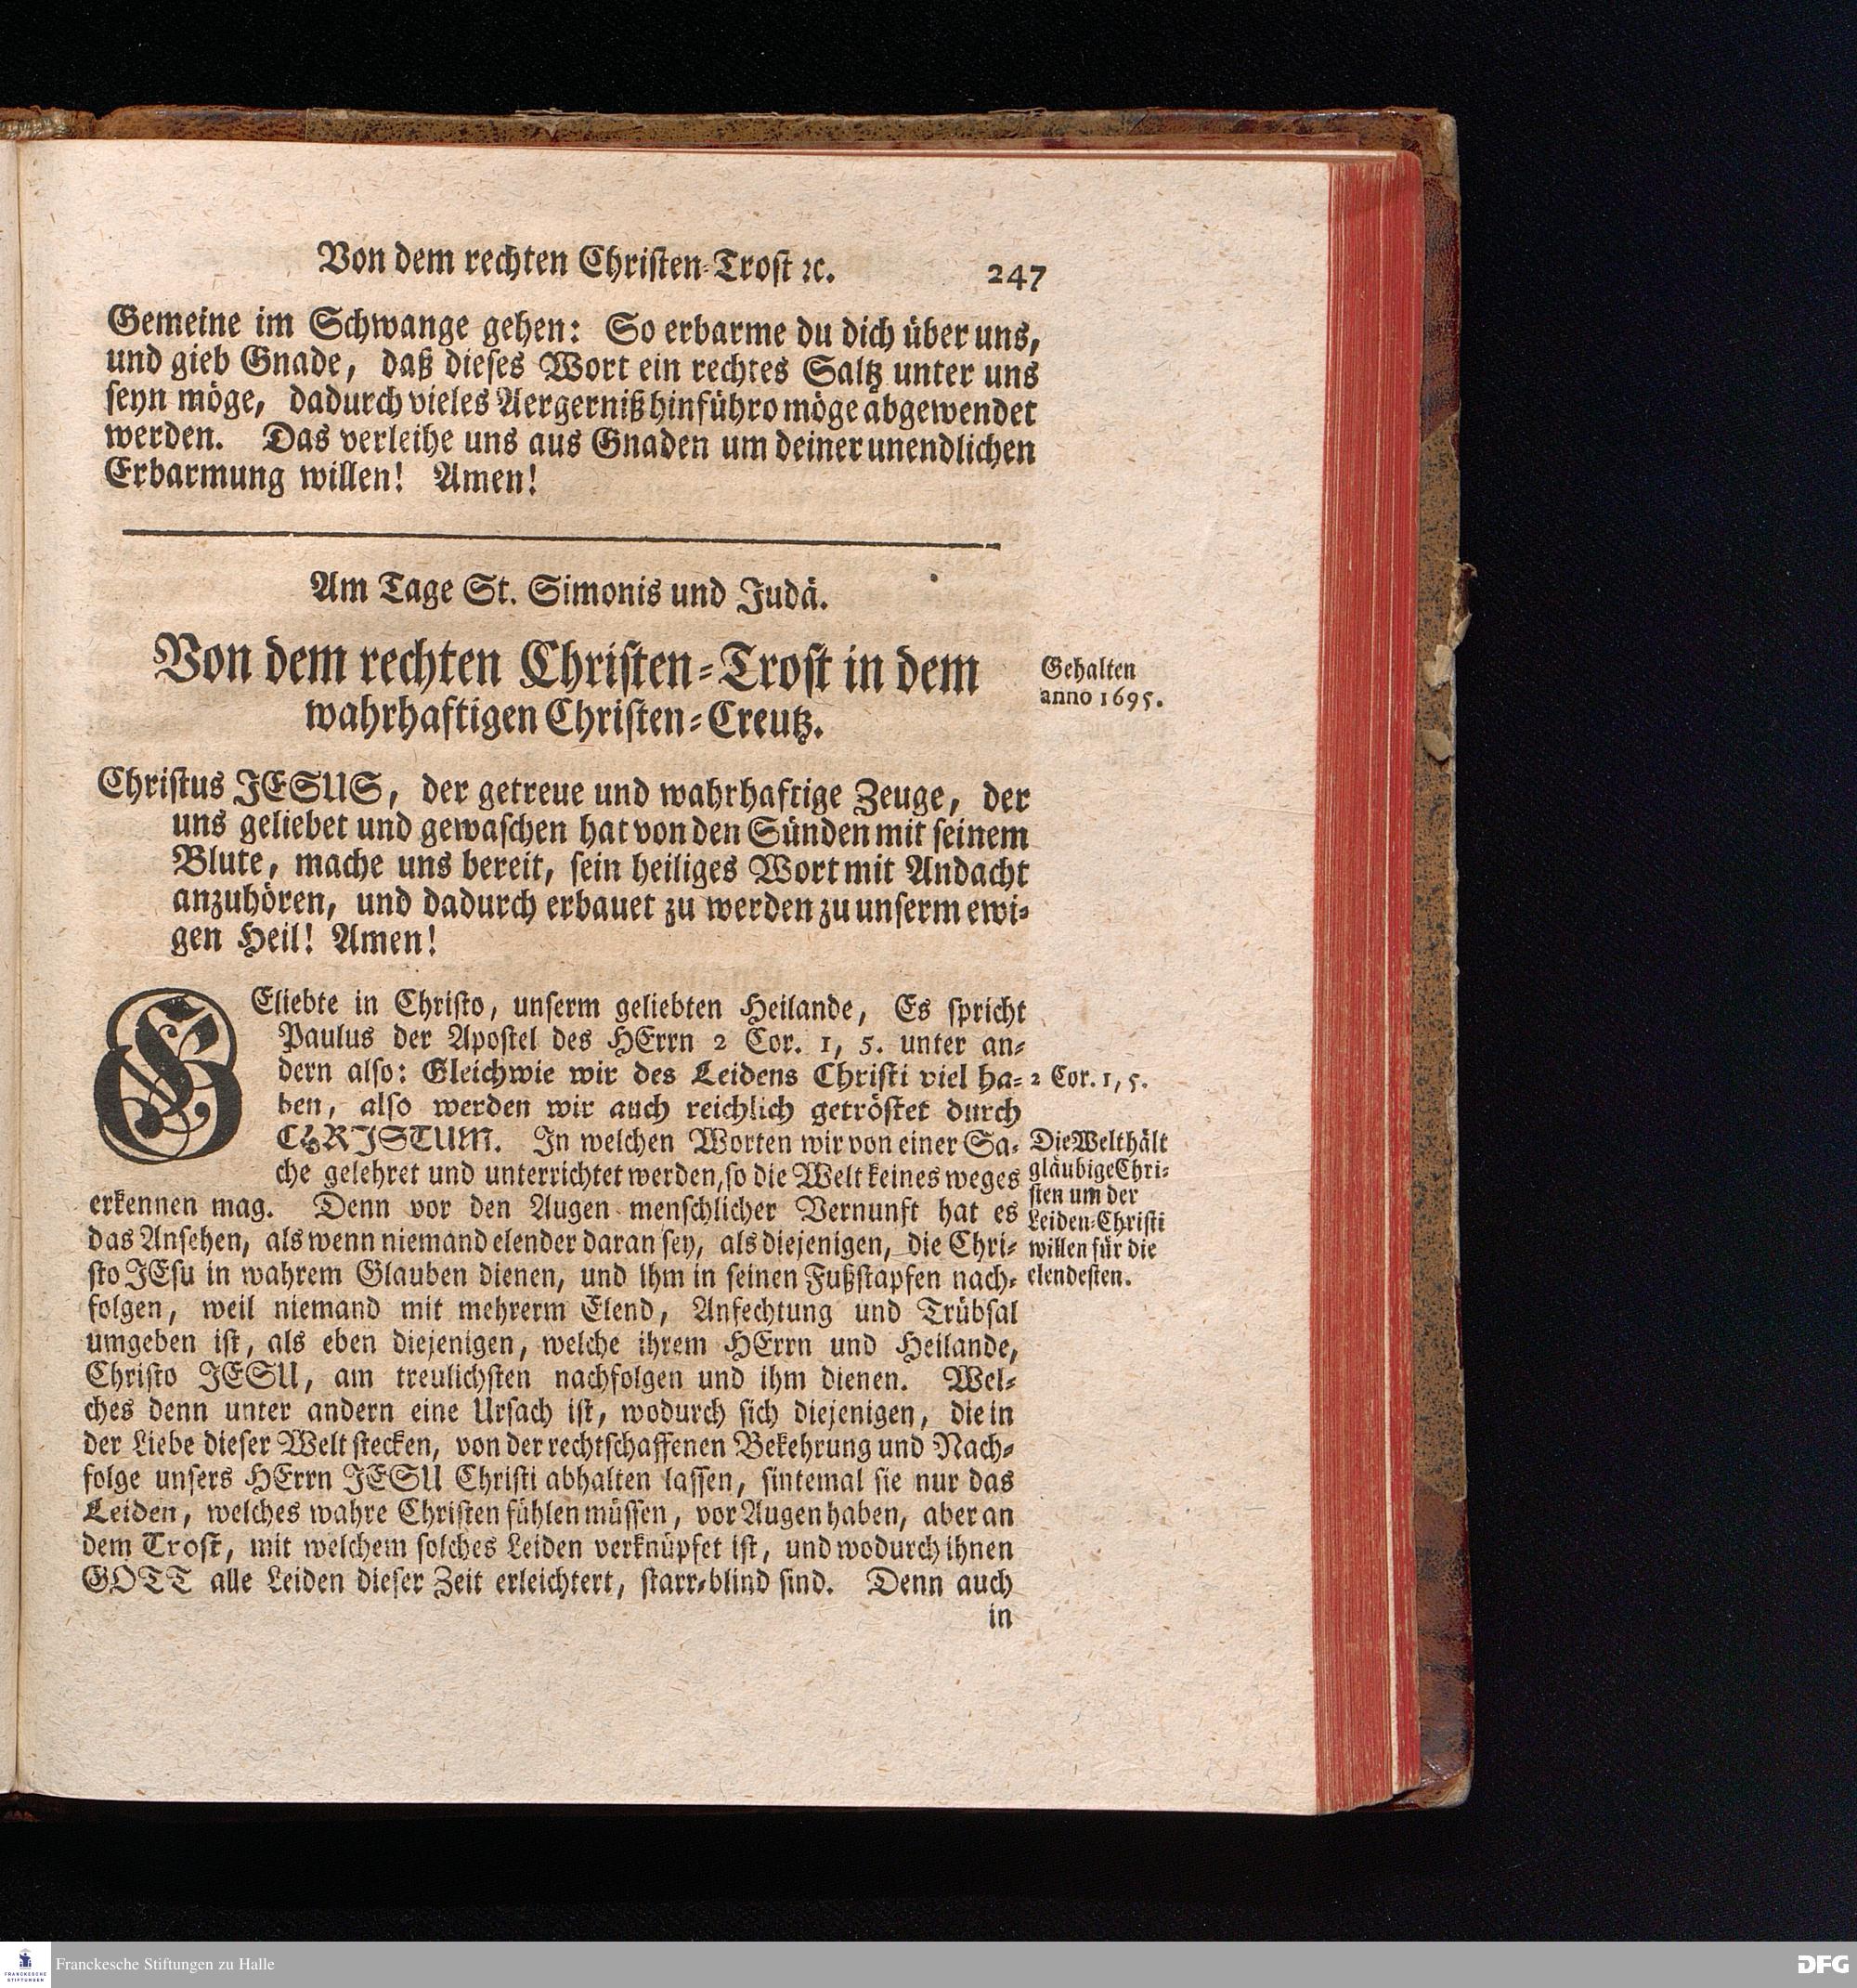 Von dem rechten Christen-Trost ꝛc. 247
Gemeine im Schwange gehen: So erbarme du dich über uns,
und gieb Gnade, daß dieses Wort ein rechtes Saltz unter uns
seyn möge, dadurch vieles Aergerniß hinführo möge abgewendet
werden. Das verleihe uns aus Gnaden um deiner unendlichen
Erbarmung willen! Amen!
Am Tage St. Simonis und Judä.
Von dem rechten Christen-Trost in dem
wahrhaftigen Christen-Creutz.
Gehalten
anno 1695.
Christus JESUS, der getreue und wahrhaftige Zeuge, der
uns geliebet und gewaschen hat von den Sünden mit seinem
Blute, mache uns bereit, sein heiliges Wort mit Andacht
anzuhören, und dadurch erbauet zu werden zu unserm ewi-
gen Heil! Amen!
GEliebte in Christo, unserm geliebten Heilande, Es spricht
Paulus der Apostel des HErrn 2 Cor. 1, 5. unter an-
dern also: Gleichwie wir des Leidens Christi viel ha-
ben, also werden wir auch reichlich getröstet durch
CHRJSTUM. Jn welchen Worten wir von einer Sa-
che gelehret und unterrichtet werden, so die Welt keines weges
erkennen mag. Denn vor den Augen menschlicher Vernunft hat es
das Ansehen, als wenn niemand elender daran sey, als diejenigen, die Chri-
sto JEsu in wahrem Glauben dienen, und ihm in seinen Fußstapfen nach-
folgen, weil niemand mit mehrerm Elend, Anfechtung und Trübsal
umgeben ist, als eben diejenigen, welche ihrem HErrn und Heilande,
Christo JESU, am treulichsten nachfolgen und ihm dienen. Wel-
ches denn unter andern eine Ursach ist, wodurch sich diejenigen, die in
der Liebe dieser Welt stecken, von der rechtschaffenen Bekehrung und Nach-
folge unsers HErrn JESU Christi abhalten lassen, sintemal sie nur das
Leiden, welches wahre Christen fühlen müssen, vor Augen haben, aber an
dem Trost, mit welchem solches Leiden verknüpfet ist, und wodurch ihnen
GOTT alle Leiden dieser Zeit erleichtert, starr-blind sind. Denn auch
in
2 Cor. 1, 5.
Die Welt hält
gläubige Chri-
sten um der
Leiden Christi
willen für die
elendesten.
FRANCKESCHE
STIFTUNGEN
Franckesche Stiftungen zu Halle
DFG